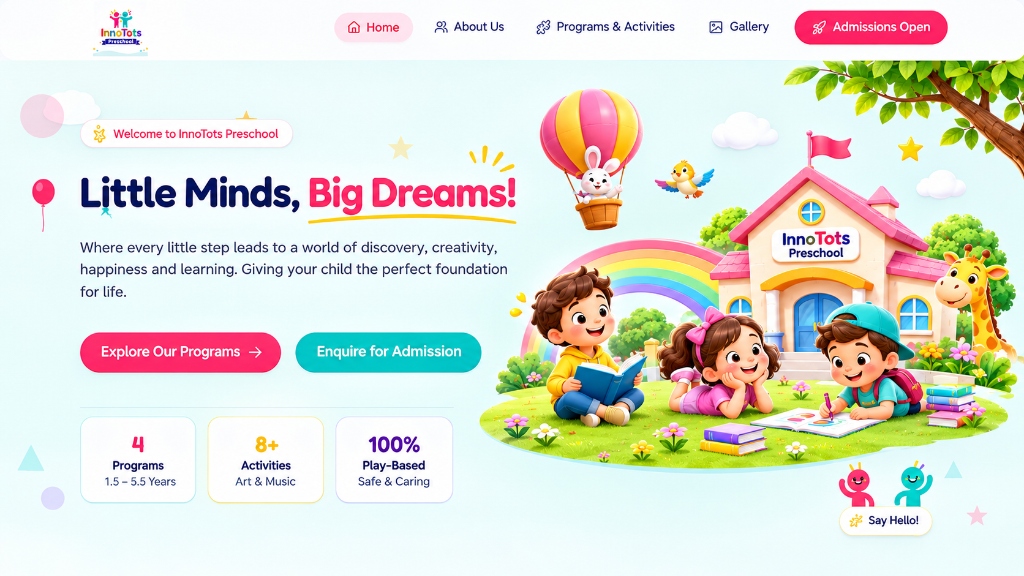 InnoTots
Preschool
Home
About Us
Programs & Activities
Gallery
Admissions Open
Welcome to InnoTots Preschool
Little Minds, Big Dreams!
Where every little step leads to a world of discovery, creativity,
happiness and learning. Giving your child the perfect foundation
for life.
Explore Our Programs →
Enquire for Admission
4
Programs
1.5 – 5.5 Years
8+
Activities
Art & Music
100%
Play-Based
Safe & Caring
InnoTots
Preschool
Say Hello!